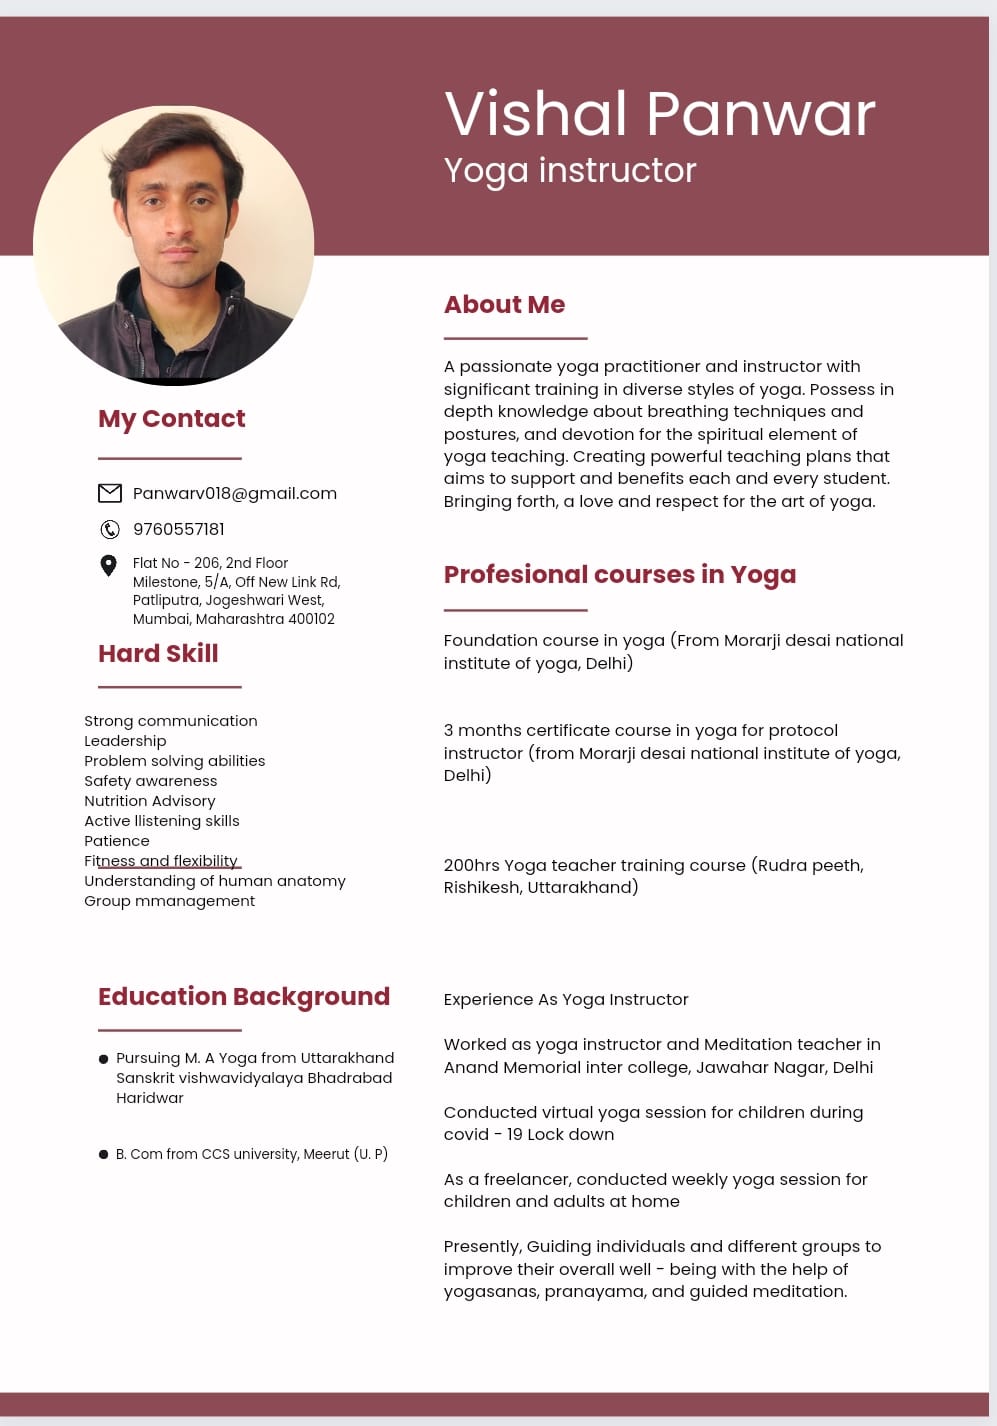 Vishal Panwar
Yoga instructor
My Contact
Panwarv018@gmail.com
9760557181
Flat No - 206, 2nd Floor
Milestone, 5/A, Off New Link Rd,
Patliputra, Jogeshwari West,
Mumbai, Maharashtra 400102
Hard Skill
Strong communication
Leadership
Problem solving abilities
Safety awareness
Nutrition Advisory
Active llistening skills
Patience
Fitness and flexibility
Understanding of human anatomy
Group mmanagement
Education Background
Pursuing M. A Yoga from Uttarakhand
Sanskrit vishwavidyalaya Bhadrabad
Haridwar
B. Com from CCS university, Meerut (U. P)
About Me
A passionate yoga practitioner and instructor with
significant training in diverse styles of yoga. Possess in
depth knowledge about breathing techniques and
postures, and devotion for the spiritual element of
yoga teaching. Creating powerful teaching plans that
aims to support and benefits each and every student.
Bringing forth, a love and respect for the art of yoga.
Profesional courses in Yoga
Foundation course in yoga (From Morarji desai national
institute of yoga, Delhi)
3 months certificate course in yoga for protocol
instructor (from Morarji desai national institute of yoga,
Delhi)
200hrs Yoga teacher training course (Rudra peeth,
Rishikesh, Uttarakhand)
Experience As Yoga Instructor
Worked as yoga instructor and Meditation teacher in
Anand Memorial inter college, Jawahar Nagar, Delhi
Conducted virtual yoga session for children during
covid - 19 Lock down
As a freelancer, conducted weekly yoga session for
children and adults at home
Presently, Guiding individuals and different groups to
improve their overall well - being with the help of
yogasanas, pranayama, and guided meditation.